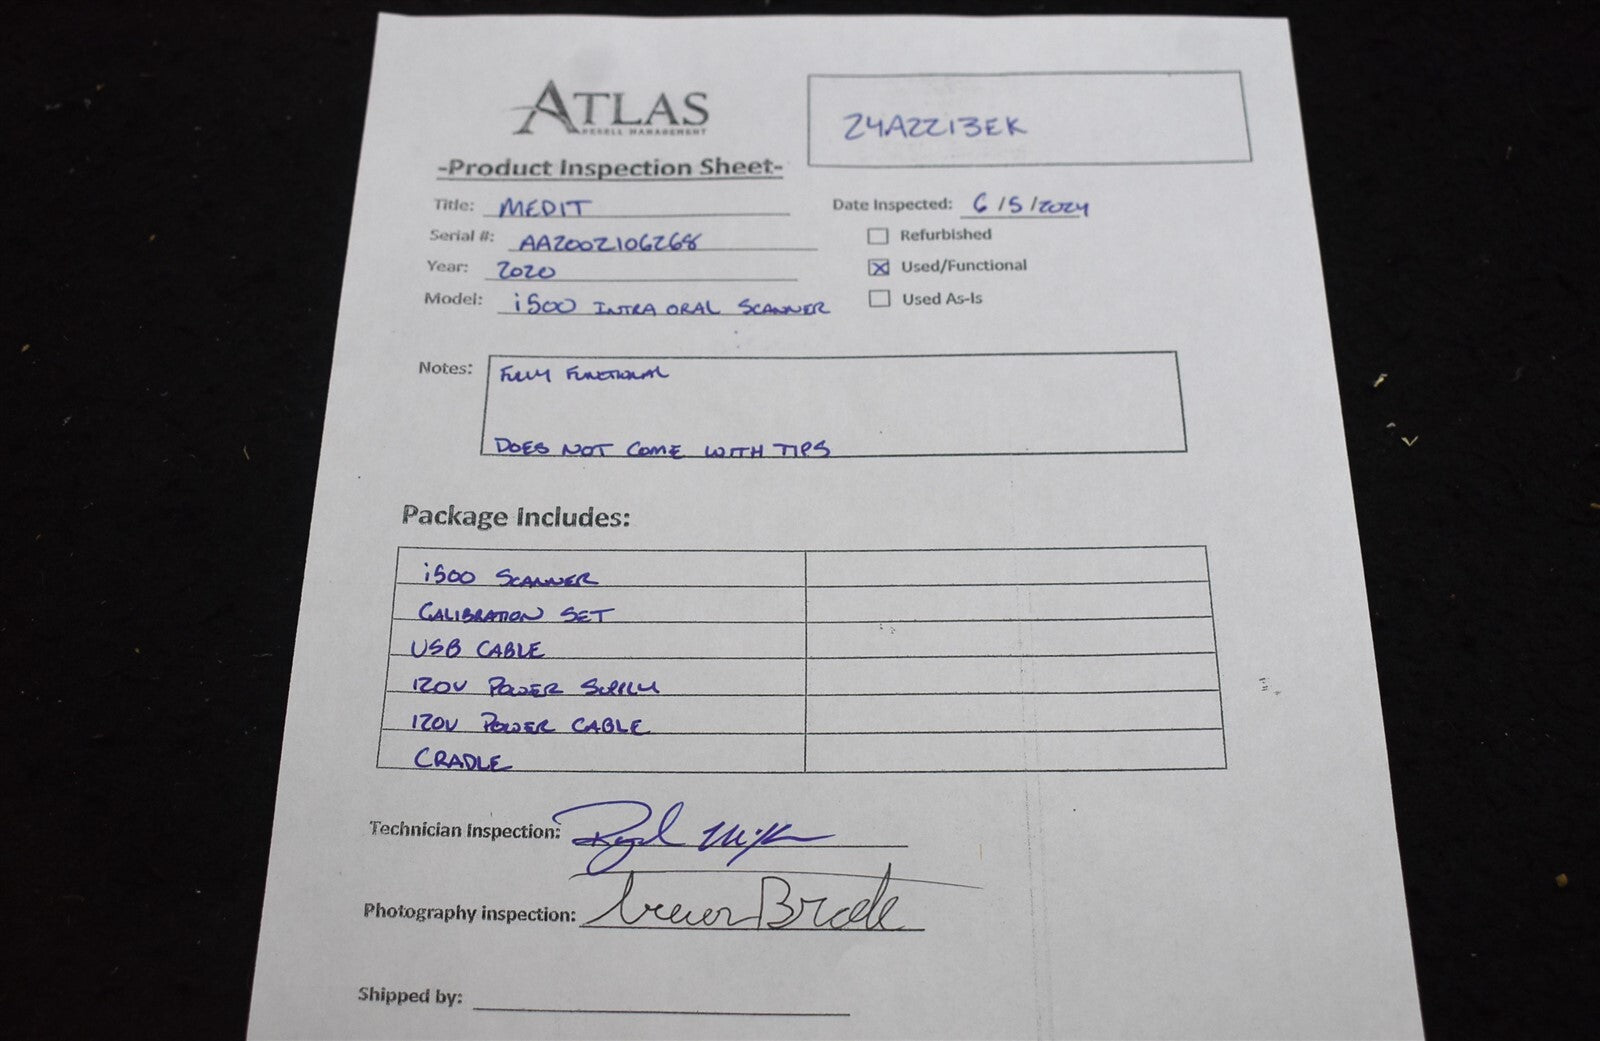 ATLAS
RESELL MANAGEMENT
24A2213EK
-Product Inspection Sheet-
Title: MEDIT
Date Inspected: 6/5/2024
Serial #: AA2002106268
Refurbished
Year: 2020
Used/Functional
Model: i500 INTRA ORAL SCANNER
Used As-Is
Notes: FULLY FUNCTIONAL
DOES NOT COME WITH TIPS
Package Includes:
i500 SCANNER
CALIBRATION SET
USB CABLE
120V POWER SUPPLY
120V POWER CABLE
CRADLE
Technician Inspection:
Photography inspection:
Shipped by: